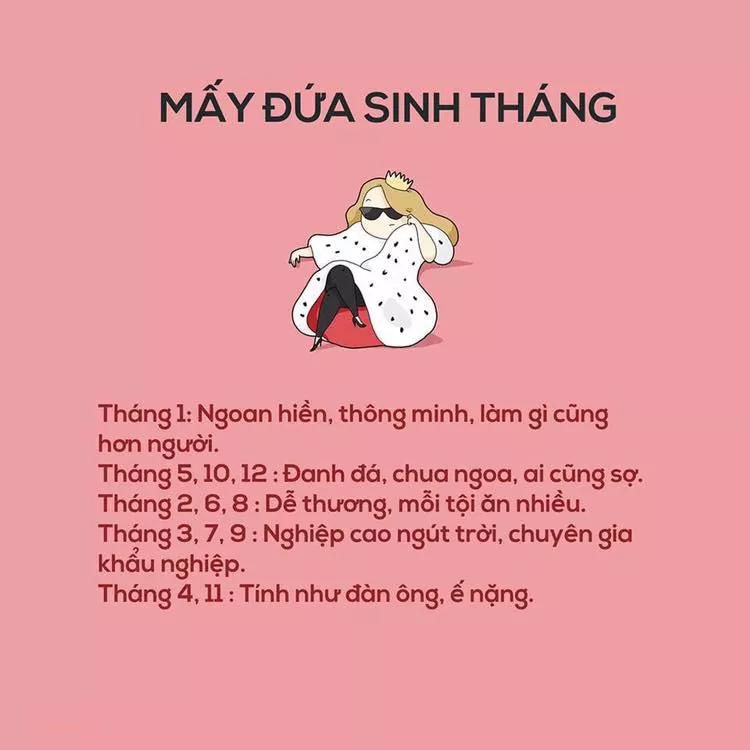 MẤY ĐỨA SINH THÁNG
Tháng 1: Ngoan hiền, thông minh, làm gì cũng
hơn người.
Tháng 5, 10, 12 : Đanh đá, chua ngoa, ai cũng sợ.
Tháng 2, 6, 8 : Dễ thương, mỗi tội ăn nhiều.
Tháng 3, 7, 9 : Nghiệp cao ngút trời, chuyên gia
khẩu nghiệp.
Tháng 4, 11 : Tính như đàn ông, ế nặng.